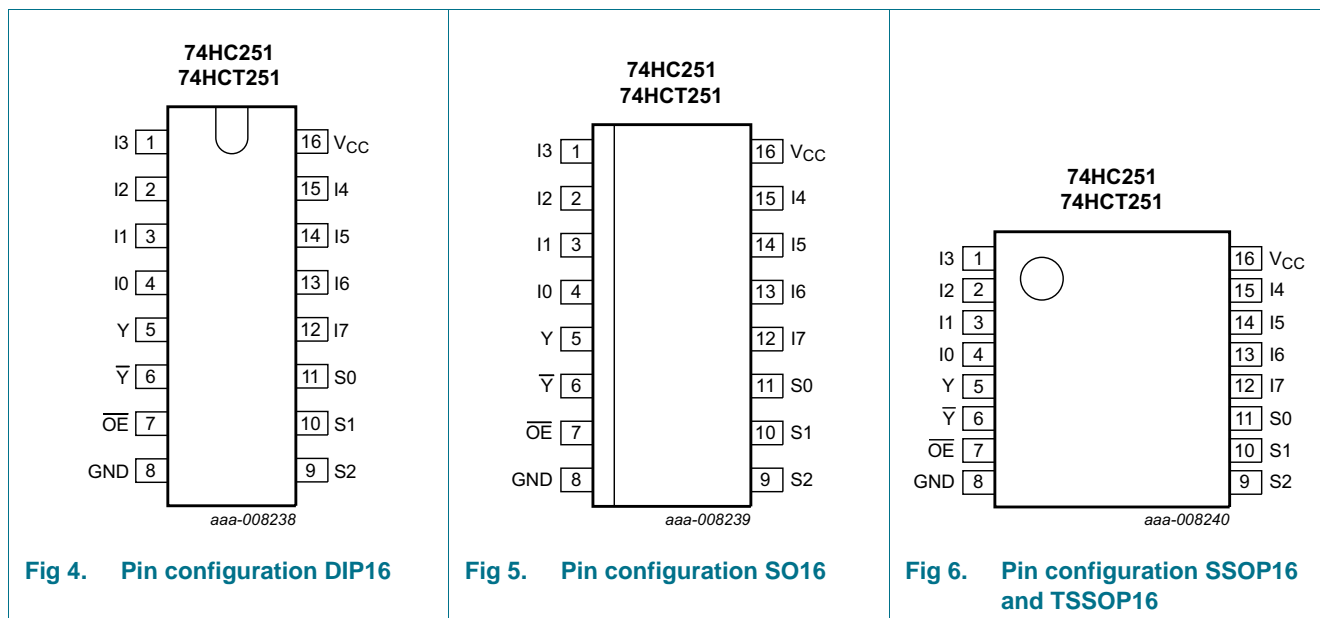 74HC251
74HCT251
I3 1
16 VCC
I2 2
15 I4
I1 3
14 I5
I0 4
13 I6
Y 5
12 I7
Y̅ 6
11 S0
O̅E̅ 7
10 S1
GND 8
9 S2
aaa-008238
Fig 4. Pin configuration DIP16
74HC251
74HCT251
I3 1
16 VCC
I2 2
15 I4
I1 3
14 I5
I0 4
13 I6
Y 5
12 I7
Y̅ 6
11 S0
O̅E̅ 7
10 S1
GND 8
9 S2
aaa-008239
Fig 5. Pin configuration SO16
74HC251
74HCT251
I3 1
16 VCC
I2 2
15 I4
I1 3
14 I5
I0 4
13 I6
Y 5
12 I7
Y̅ 6
11 S0
O̅E̅ 7
10 S1
GND 8
9 S2
aaa-008240
Fig 6. Pin configuration SSOP16
and TSSOP16